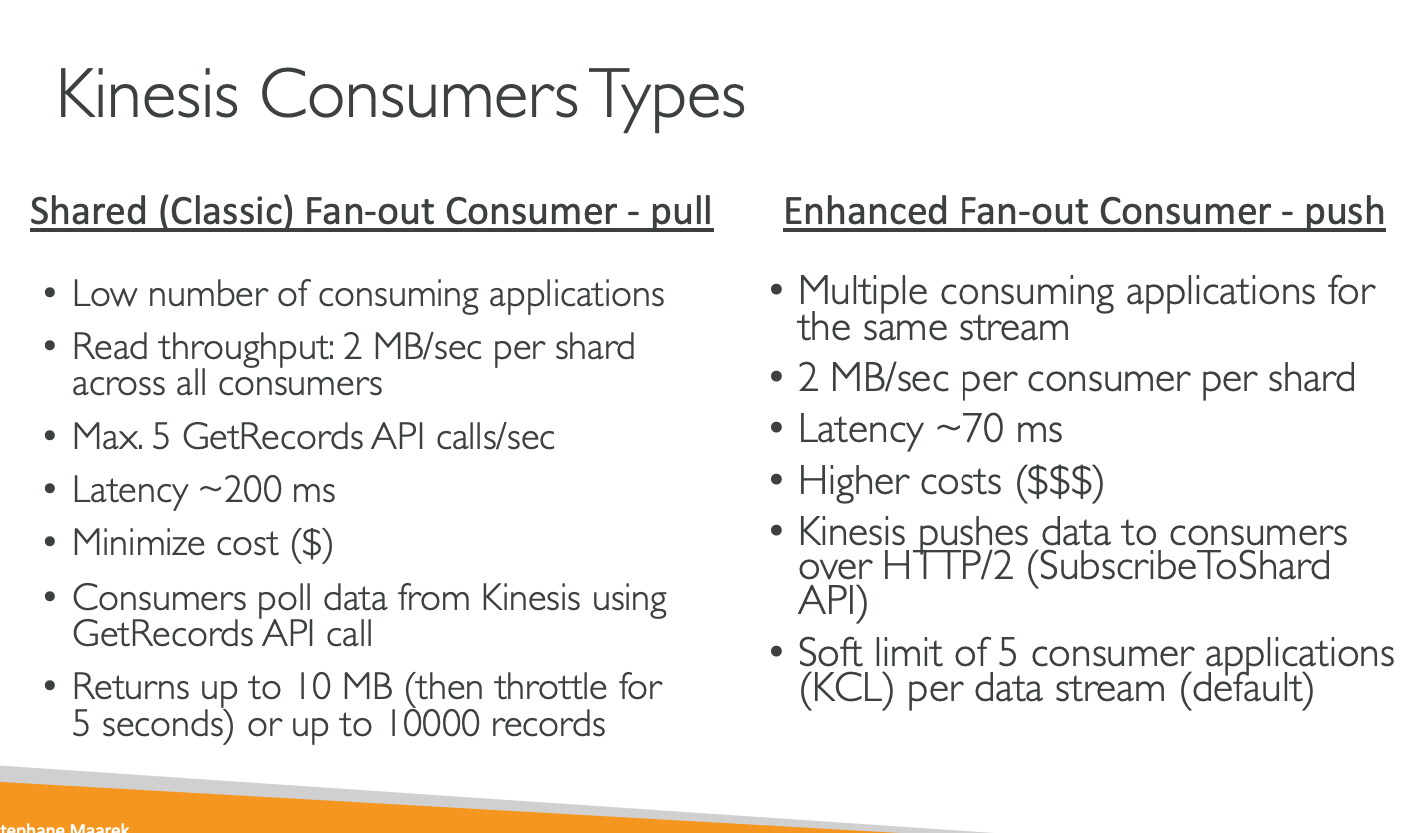 Kinesis Consumers Types
Shared (Classic) Fan-out Consumer - pull
• Low number of consuming applications
• Read throughput: 2 MB/sec per shard
across all consumers
• Max. 5 GetRecords API calls/sec
• Latency ~200 ms
• Minimize cost ($)
• Consumers poll data from Kinesis using
GetRecords API call
• Returns up to 10 MB (then throttle for
5 seconds) or up to 10000 records
Enhanced Fan-out Consumer - push
• Multiple consuming applications for
the same stream
• 2 MB/sec per consumer per shard
• Latency ~70 ms
• Higher costs ($$$)
• Kinesis pushes data to consumers
over HTTP/2 (SubscribeToShard
API)
• Soft limit of 5 consumer applications
(KCL) per data stream (default)
tephane Maarek